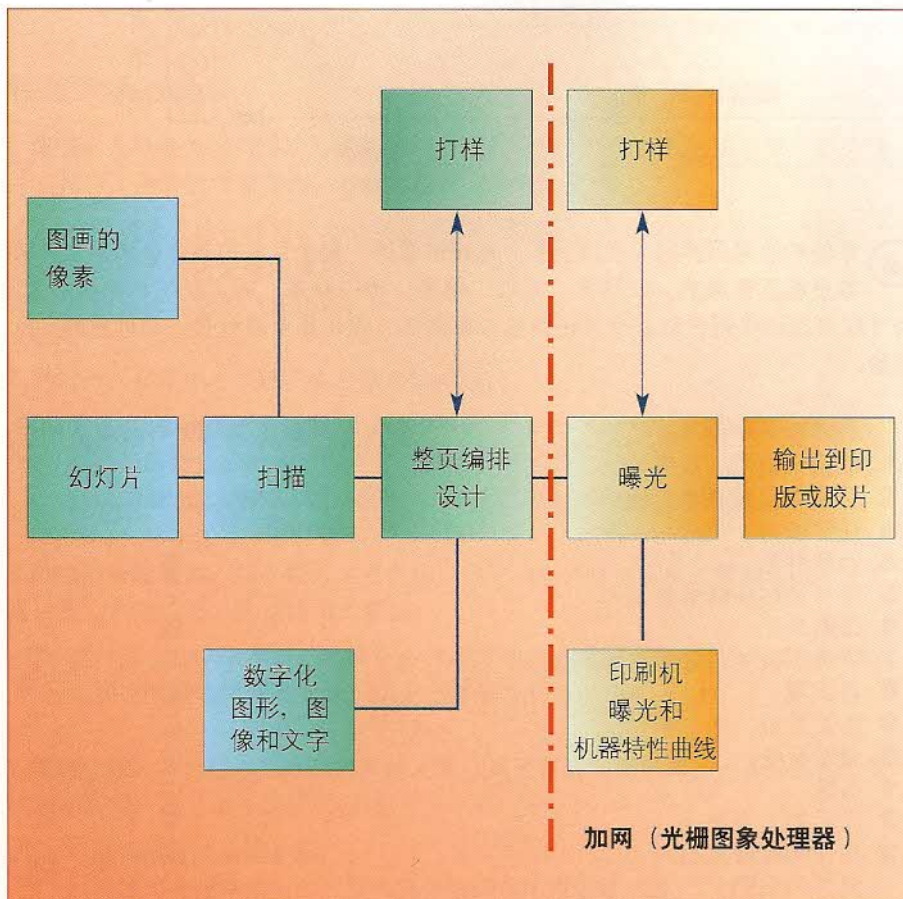 打样
打样
图画的
像素
幻灯片
扫描
整页编排
设计
曝光
输出到印
版或胶片
数字化
图形，图
像和文字
印刷机
曝光和
机器特性曲线
加网（光栅图象处理器）